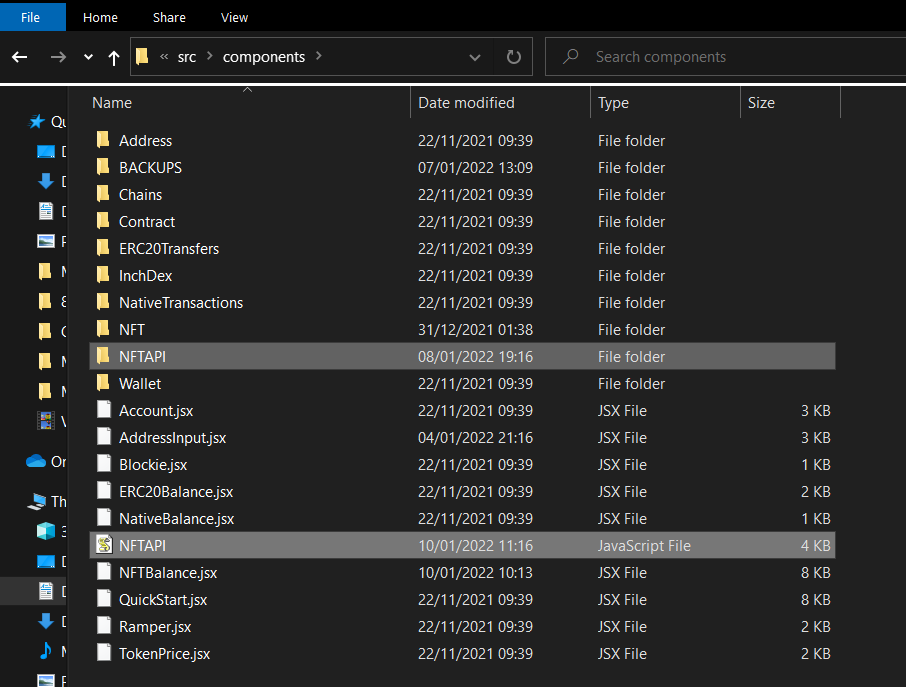 File Home Share View
« src components Search components
Name Date modified Type Size
Address 22/11/2021 09:39 File folder
BACKUPS 07/01/2022 13:09 File folder
Chains 22/11/2021 09:39 File folder
Contract 22/11/2021 09:39 File folder
ERC20Transfers 22/11/2021 09:39 File folder
InchDex 22/11/2021 09:39 File folder
NativeTransactions 22/11/2021 09:39 File folder
NFT 31/12/2021 01:38 File folder
NFTAPI 08/01/2022 19:16 File folder
Wallet 22/11/2021 09:39 File folder
Account.jsx 22/11/2021 09:39 JSX File 3 KB
AddressInput.jsx 04/01/2022 21:16 JSX File 3 KB
Blockie.jsx 22/11/2021 09:39 JSX File 1 KB
ERC20Balance.jsx 22/11/2021 09:39 JSX File 2 KB
NativeBalance.jsx 22/11/2021 09:39 JSX File 1 KB
NFTAPI 10/01/2022 11:16 JavaScript File 4 KB
NFTBalance.jsx 10/01/2022 10:13 JSX File 8 KB
QuickStart.jsx 22/11/2021 09:39 JSX File 8 KB
Ramper.jsx 22/11/2021 09:39 JSX File 2 KB
TokenPrice.jsx 22/11/2021 09:39 JSX File 2 KB